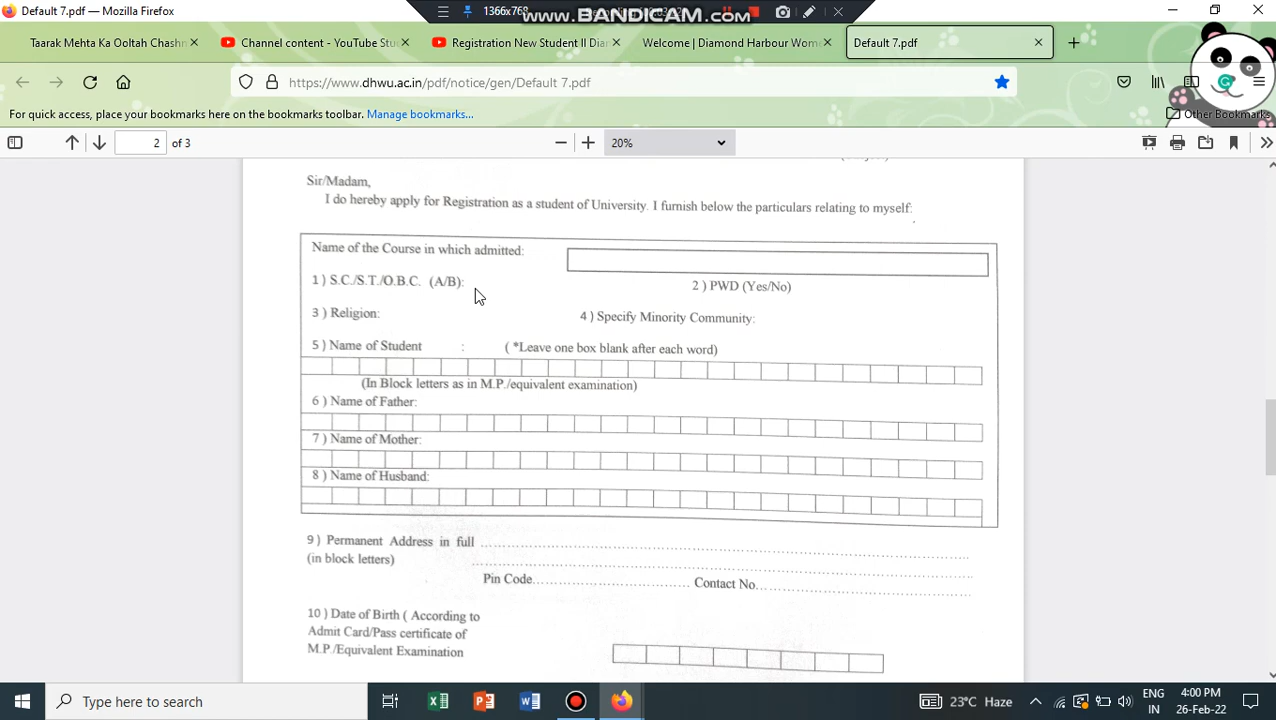 Default 7.pdf — Mozilla Firefox
1366x768
www.BANDICAM.com
Taarak Mehta Ka Ooltah Chashm
Channel content - YouTube Stu
Registration New Student II Dia
Welcome | Diamond Harbour Wome
Default 7.pdf
https://www.dhwu.ac.in/pdf/notice/gen/Default 7.pdf
For quick access, place your bookmarks here on the bookmarks toolbar. Manage bookmarks...
Other Bookmarks
2 of 3
20%
Sir/Madam,
I do hereby apply for Registration as a student of University. I furnish below the particulars relating to myself:
Name of the Course in which admitted:
1 ) S.C./S.T./O.B.C. (A/B):
2 ) PWD (Yes/No)
3 ) Religion:
4 ) Specify Minority Community:
5 ) Name of Student : ( *Leave one box blank after each word)
(In Block letters as in M.P./equivalent examination)
6 ) Name of Father:
7 ) Name of Mother:
8 ) Name of Husband:
9 ) Permanent Address in full
(in block letters)
Pin Code Contact No.
10 ) Date of Birth ( According to
Admit Card/Pass certificate of
M.P./Equivalent Examination
Type here to search
23°C Haze
ENG
IN
4:00 PM
26-Feb-22